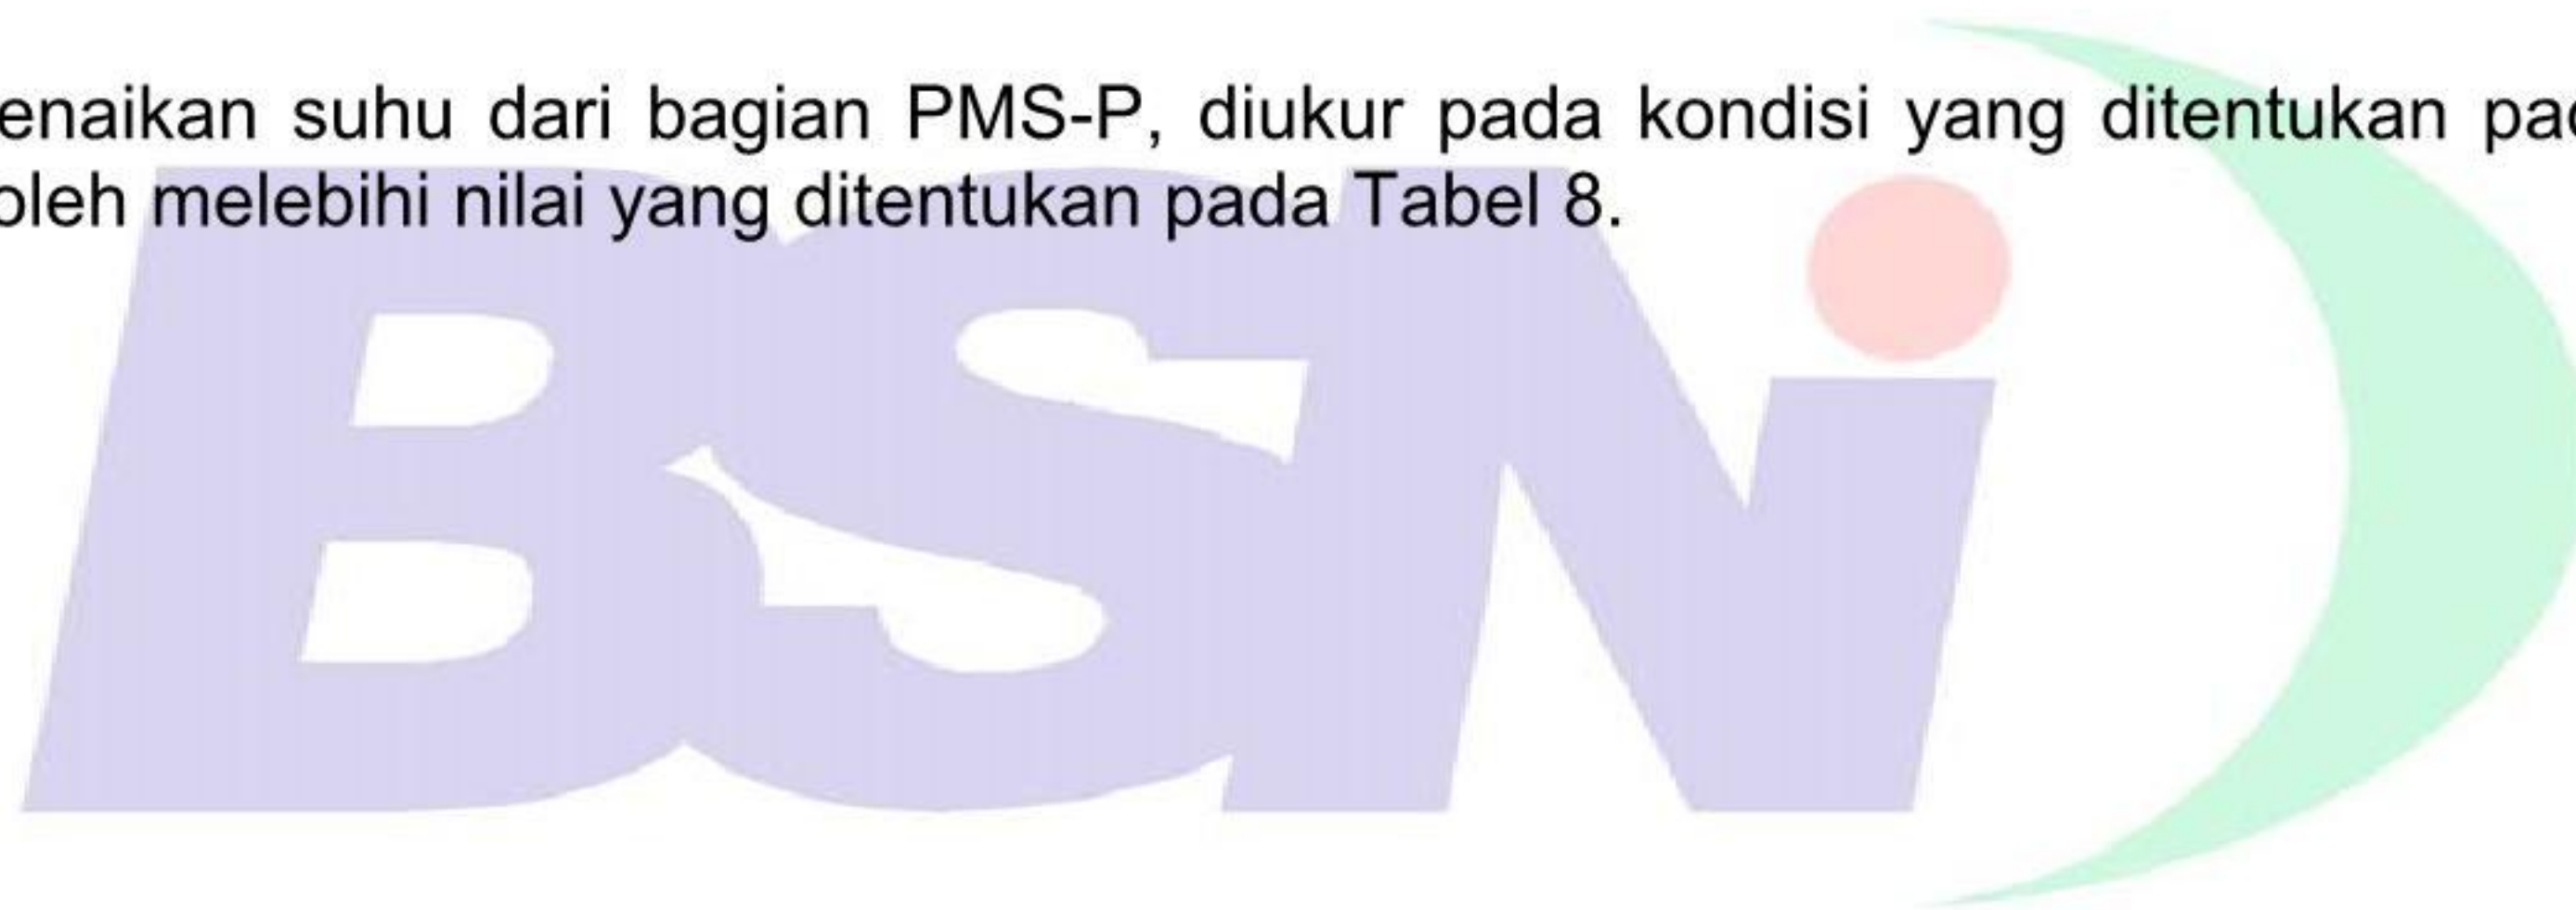 enaikan suhu dari bagian PMS-P, diukur pada kondisi yang ditentukan pad
oleh melebihi nilai yang ditentukan pada Tabel 8.
BSNi